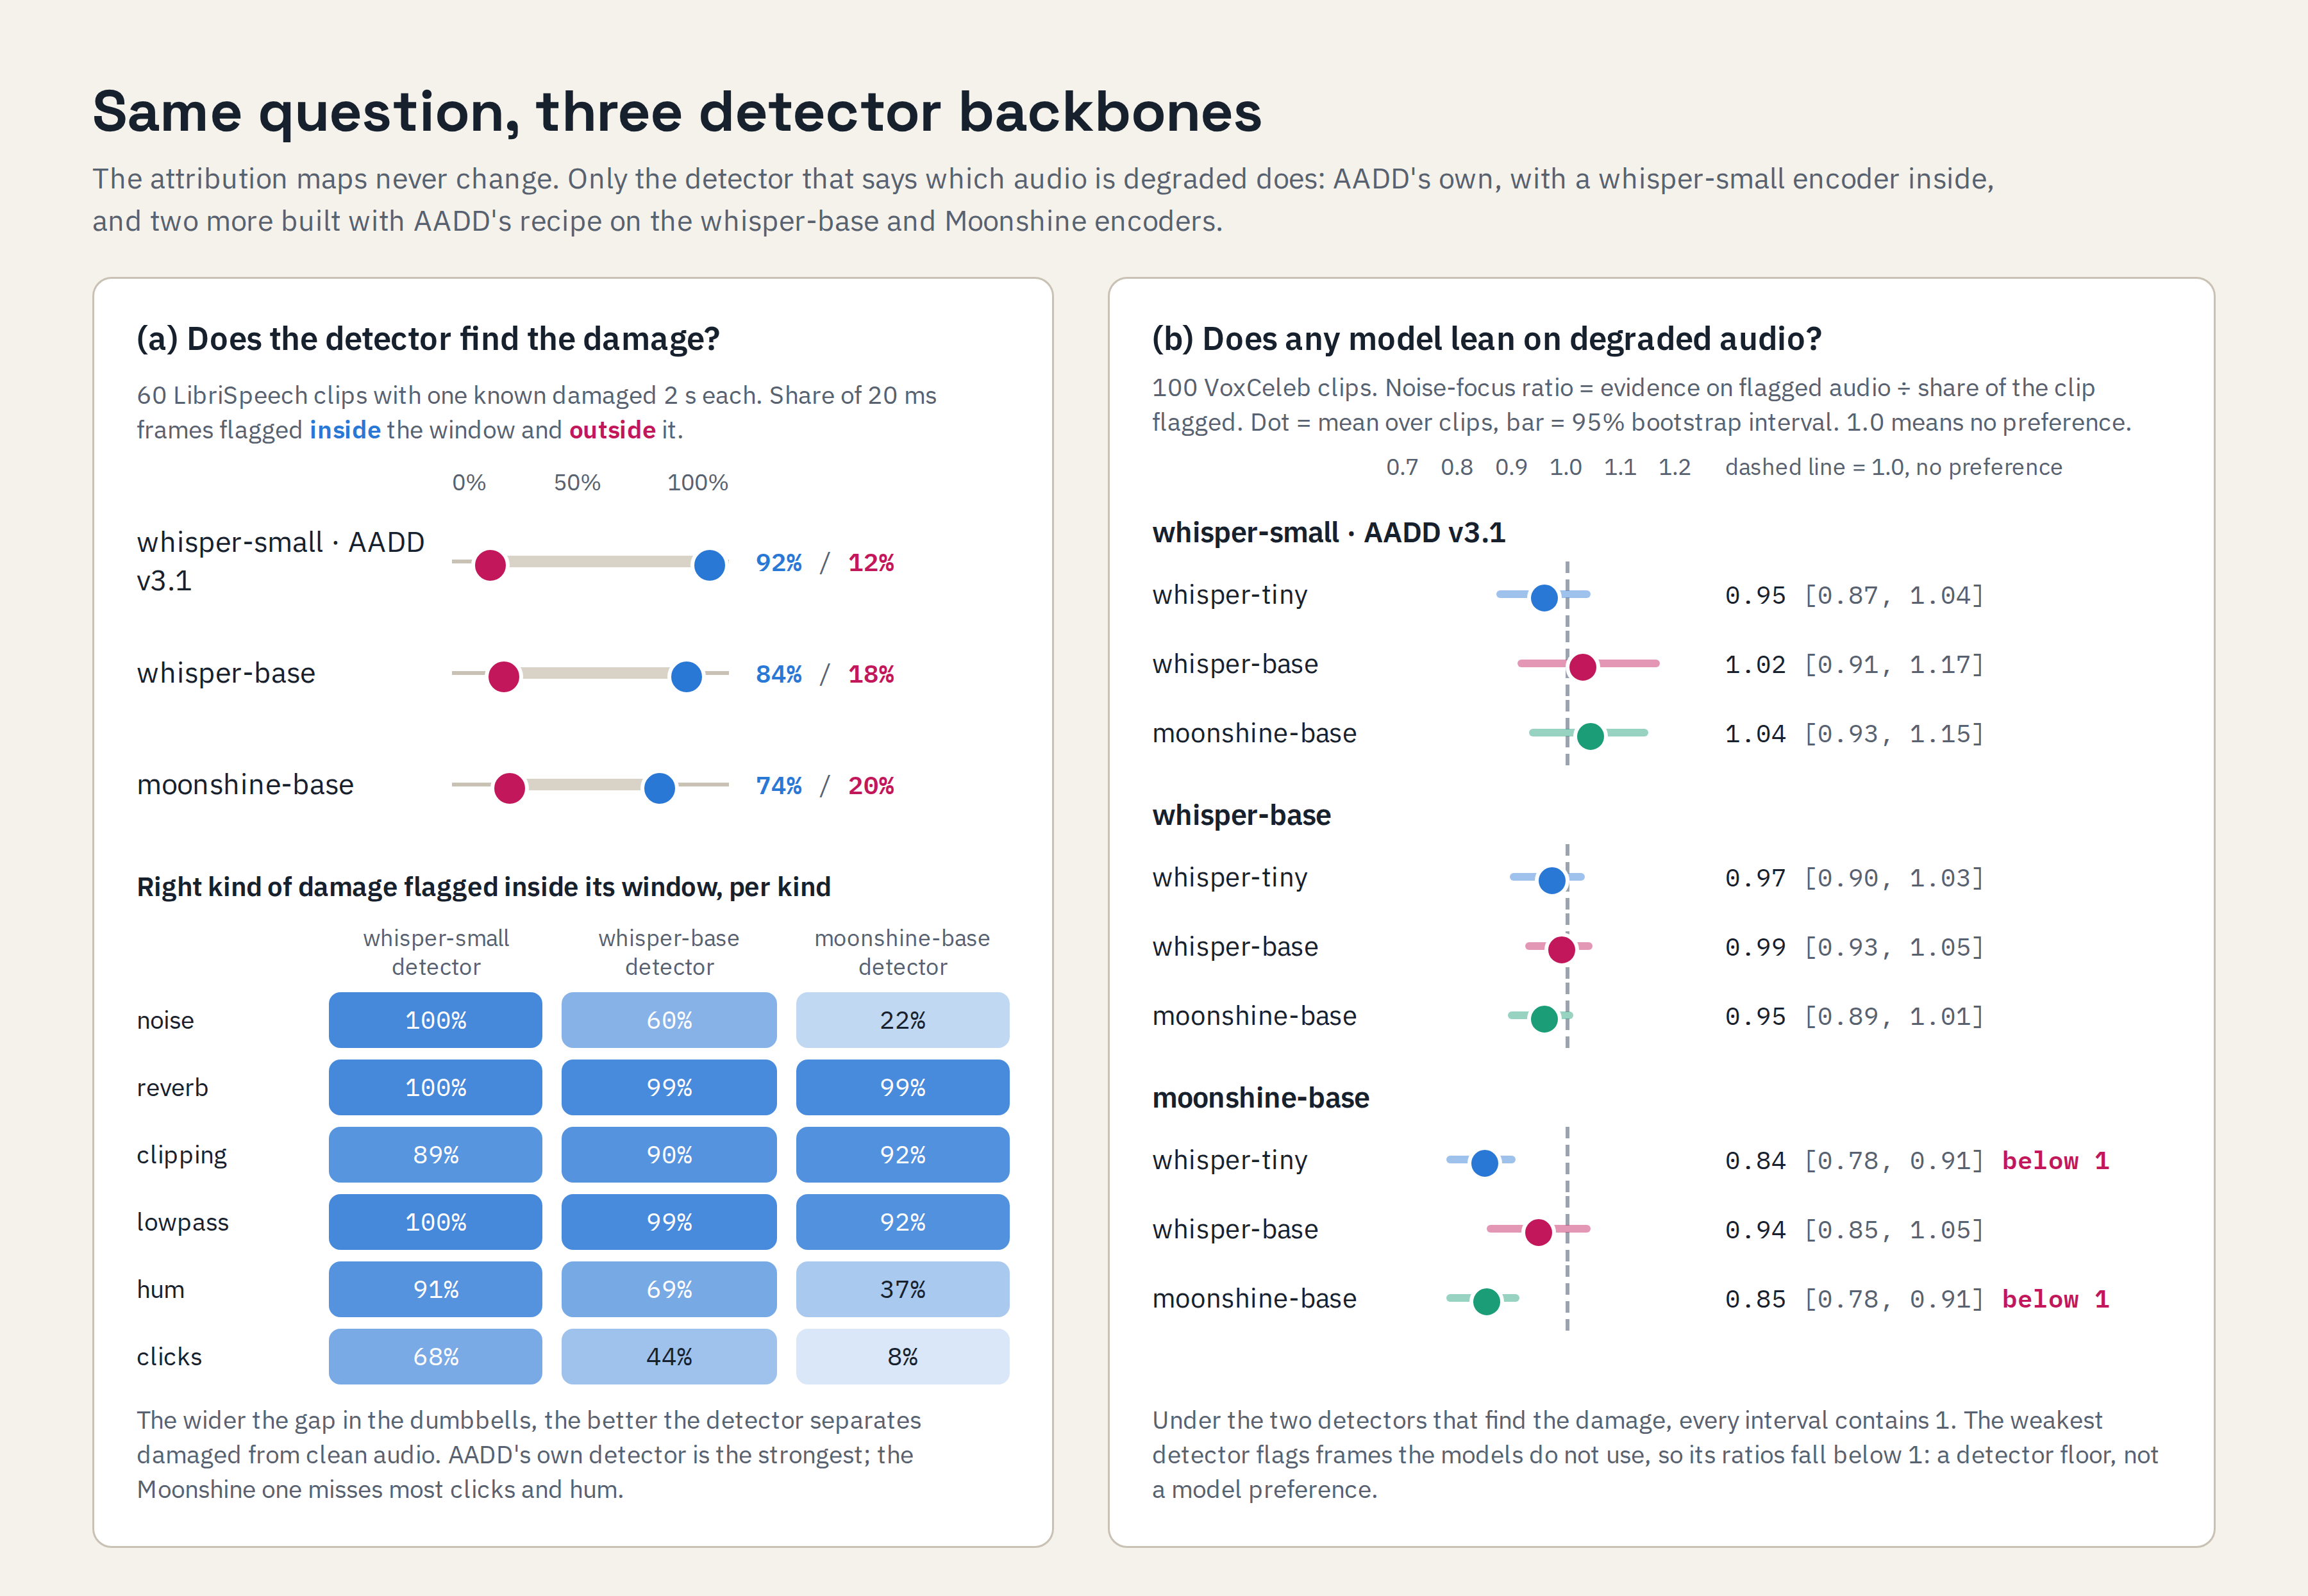 Same question, three detector backbones
The attribution maps never change. Only the detector that says which audio is degraded does: AADD's own, with a whisper-small encoder inside,
and two more built with AADD's recipe on the whisper-base and Moonshine encoders.
(a) Does the detector find the damage?
60 LibriSpeech clips with one known damaged 2 s each. Share of 20 ms
frames flagged inside the window and outside it.
0% 50% 100%
whisper-small · AADD
v3.1
92% / 12%
whisper-base 84% / 18%
moonshine-base 74% / 20%
Right kind of damage flagged inside its window, per kind
whisper-small whisper-base moonshine-base
detector detector detector
noise 100% 60% 22%
reverb 100% 99% 99%
clipping 89% 90% 92%
lowpass 100% 99% 92%
hum 91% 69% 37%
clicks 68% 44% 8%
The wider the gap in the dumbbells, the better the detector separates
damaged from clean audio. AADD's own detector is the strongest; the
Moonshine one misses most clicks and hum.
(b) Does any model lean on degraded audio?
100 VoxCeleb clips. Noise-focus ratio = evidence on flagged audio ÷ share of the clip
flagged. Dot = mean over clips, bar = 95% bootstrap interval. 1.0 means no preference.
0.7 0.8 0.9 1.0 1.1 1.2 dashed line = 1.0, no preference
whisper-small · AADD v3.1
whisper-tiny 0.95 [0.87, 1.04]
whisper-base 1.02 [0.91, 1.17]
moonshine-base 1.04 [0.93, 1.15]
whisper-base
whisper-tiny 0.97 [0.90, 1.03]
whisper-base 0.99 [0.93, 1.05]
moonshine-base 0.95 [0.89, 1.01]
moonshine-base
whisper-tiny 0.84 [0.78, 0.91] below 1
whisper-base 0.94 [0.85, 1.05]
moonshine-base 0.85 [0.78, 0.91] below 1
Under the two detectors that find the damage, every interval contains 1. The weakest
detector flags frames the models do not use, so its ratios fall below 1: a detector floor, not
a model preference.